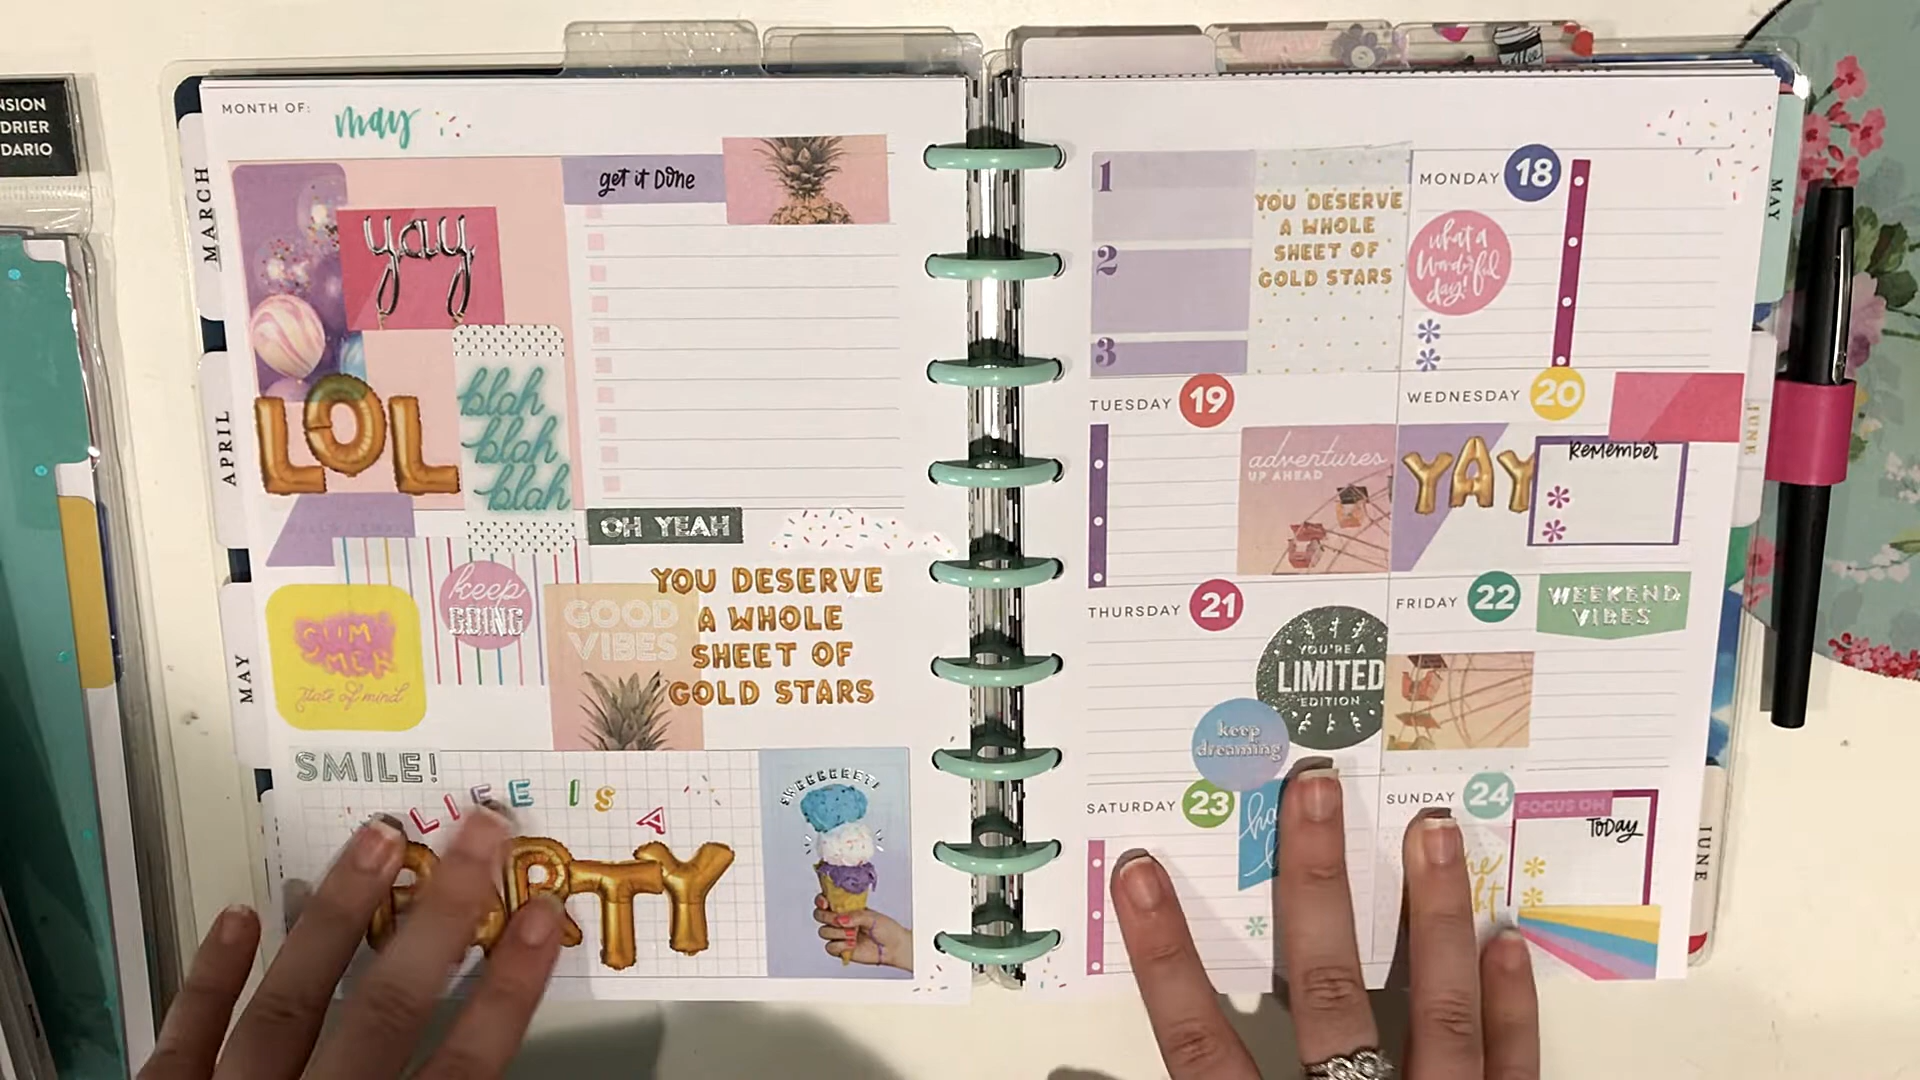 NSION
DRIER
DARIO
MONTH OF: may
MARCH
APRIL
MAY
yay
LOL
blah
blah
blah
get it Done
OH YEAH
SUM
MER
state of mind
keep
GOING
GOOD
VIBES
YOU DESERVE
A WHOLE
SHEET OF
GOLD STARS
SMILE!
LIFE IS A
SWEEEEEET!
1
2
3
YOU DESERVE
A WHOLE
SHEET OF
GOLD STARS
MONDAY 18
what a
wonderful
day!
TUESDAY 19
adventures
UP AHEAD
WEDNESDAY 20
YAY
Remember
THURSDAY 21
YOU'RE A
LIMITED
EDITION
keep
dreaming
FRIDAY 22
WEEKEND
VIBES
SATURDAY 23
SUNDAY 24
FOCUS ON
TODAY
MAY
JUNE
JUNE